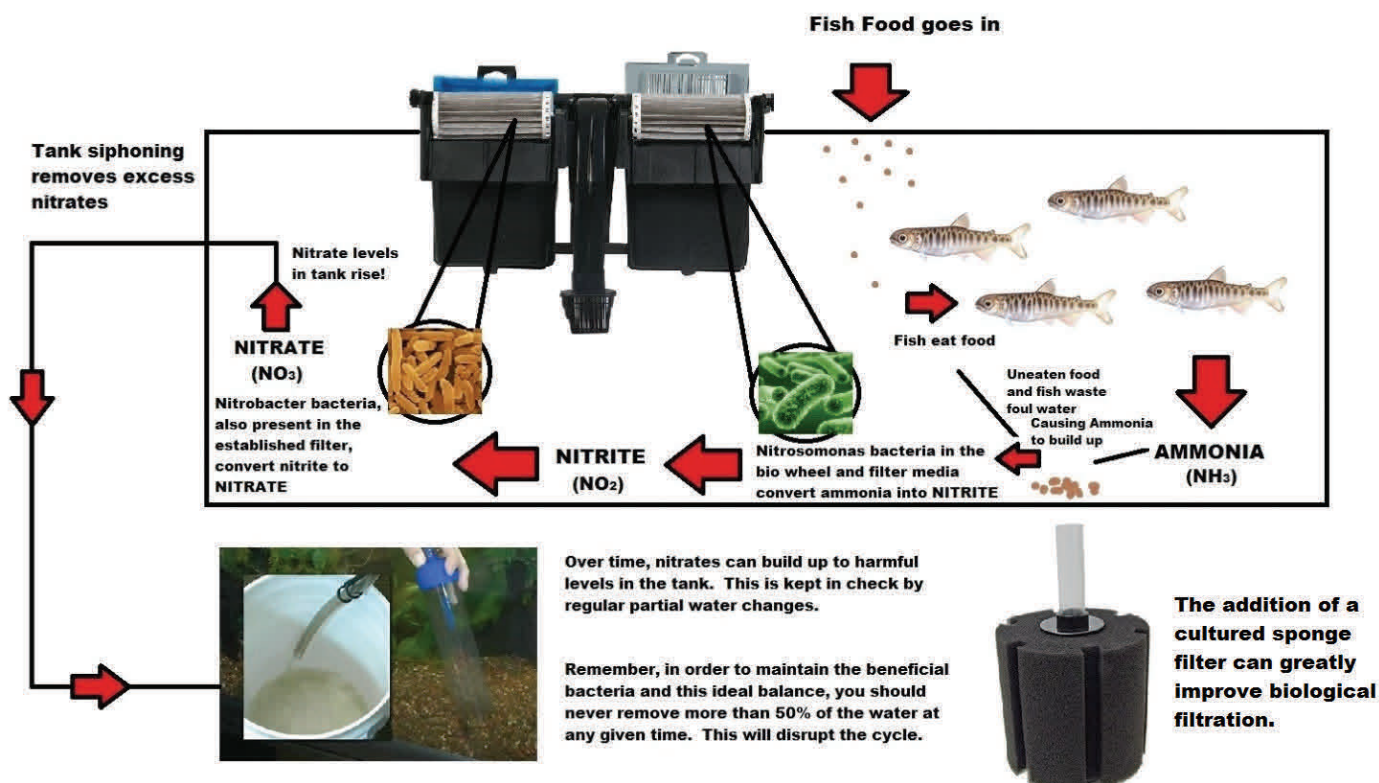 Fish Food goes in
Tank siphoning
removes excess
nitrates
Nitrate levels
in tank rise!
NITRATE
(NO₃)
Nitrobacter bacteria,
also present in the
established filter,
convert nitrite to
NITRATE
NITRITE
(NO₂)
Nitrosomonas bacteria in the
bio wheel and filter media
convert ammonia into NITRITE
Fish eat food
Uneaten food
and fish waste
foul water
Causing Ammonia
to build up
AMMONIA
(NH₃)
Over time, nitrates can build up to harmful
levels in the tank. This is kept in check by
regular partial water changes.
Remember, in order to maintain the beneficial
bacteria and this ideal balance, you should
never remove more than 50% of the water at
any given time. This will disrupt the cycle.
The addition of a
cultured sponge
filter can greatly
improve biological
filtration.